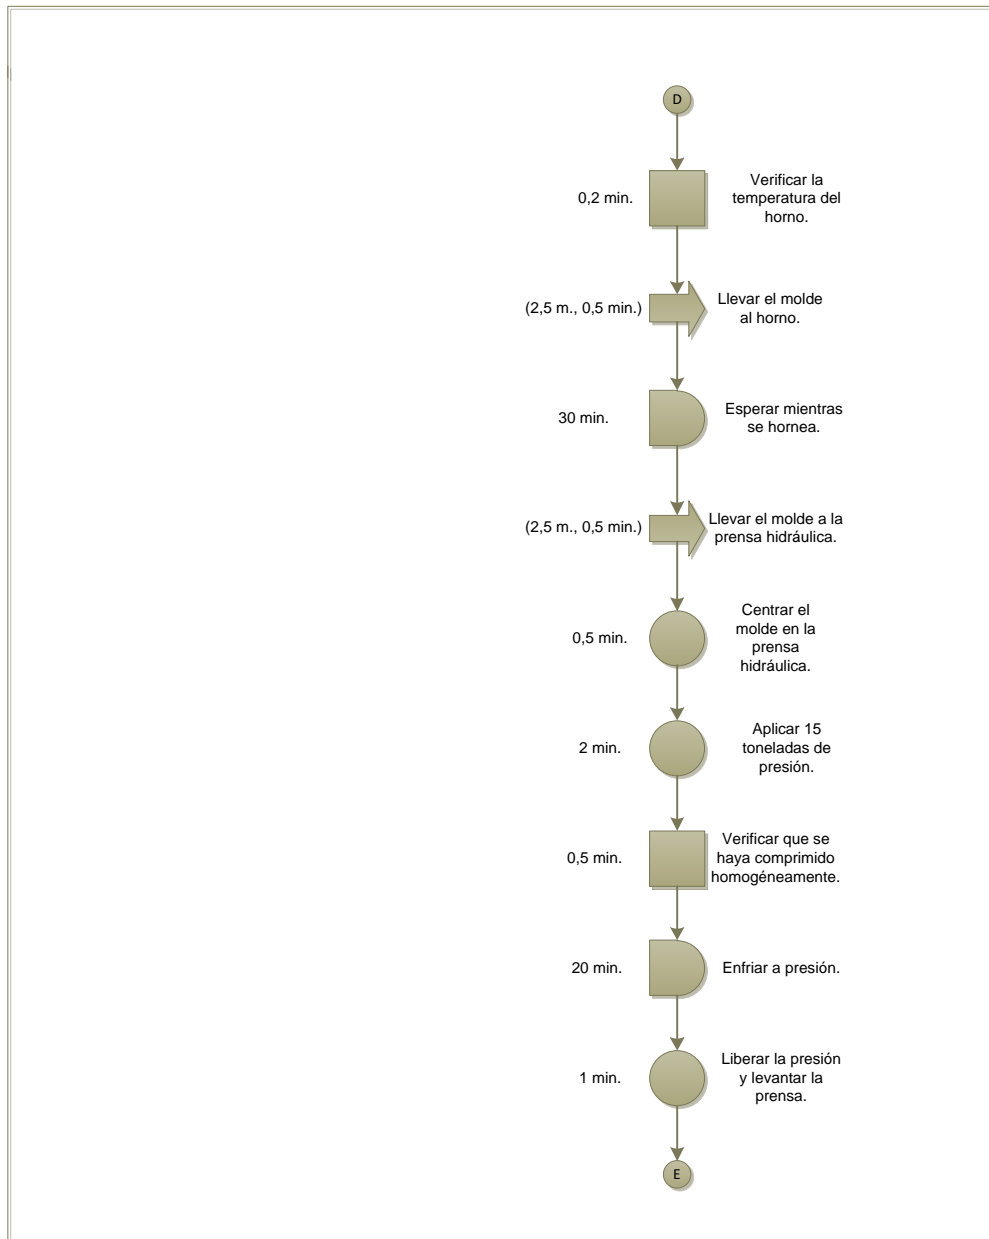 D
0,2 min.
Verificar la
temperatura del
horno.
(2,5 m., 0,5 min.)
Llevar el molde
al horno.
30 min.
Esperar mientras
se hornea.
(2,5 m., 0,5 min.)
Llevar el molde a la
prensa hidráulica.
0,5 min.
Centrar el
molde en la
prensa
hidráulica.
2 min.
Aplicar 15
toneladas de
presión.
0,5 min.
Verificar que se
haya comprimido
homogéneamente.
20 min.
Enfriar a presión.
1 min.
Liberar la presión
y levantar la
prensa.
E